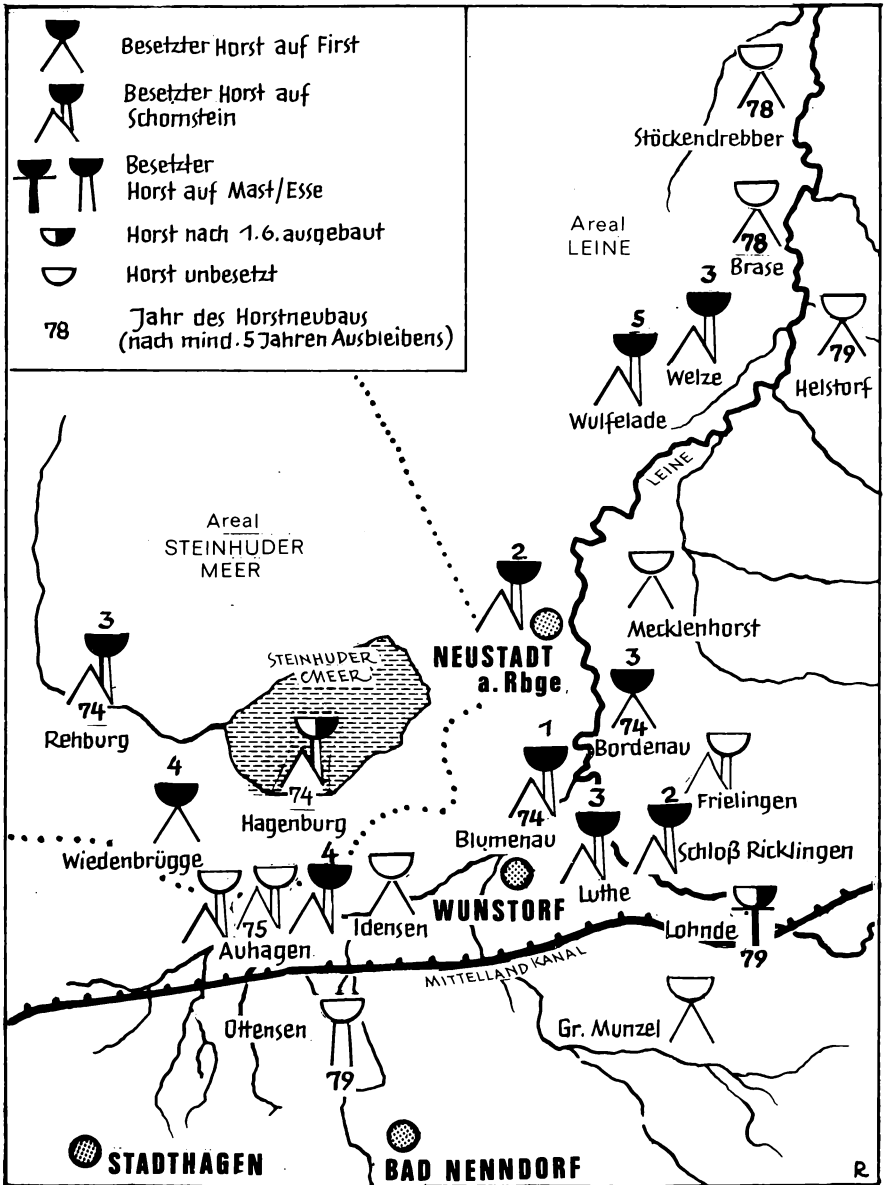 Besetzter Horst auf First
Besetzter Horst auf
Schornstein
Besetzter
Horst auf Mast/Esse
Horst nach 1.6. ausgebaut
Horst unbesetzt
78
Jahr des Horstneubaus
(nach mind. 5 Jahren Ausbleibens)
78
Stöckendrebber
Areal
LEINE
78
Brase
3
Welze
5
Wulfelade
79
Helstorf
LEINE
Areal
STEINHUDER
MEER
2
NEUSTADT
a. Rbge
Mecklenhorst
3
74
Rehburg
STEINHUDER
MEER
74
Hagenburg
3
74
Bordenau
1
74
Blumenau
Frielingen
4
Wiedenbrügge
3
Luthe
2
Schloß Ricklingen
75
Auhagen
4
Idensen
WUNSTORF
Lohnde
79
MITTELLANDKANAL
Ottensen
79
Gr. Munzel
STADTHAGEN
BAD NENNDORF
R